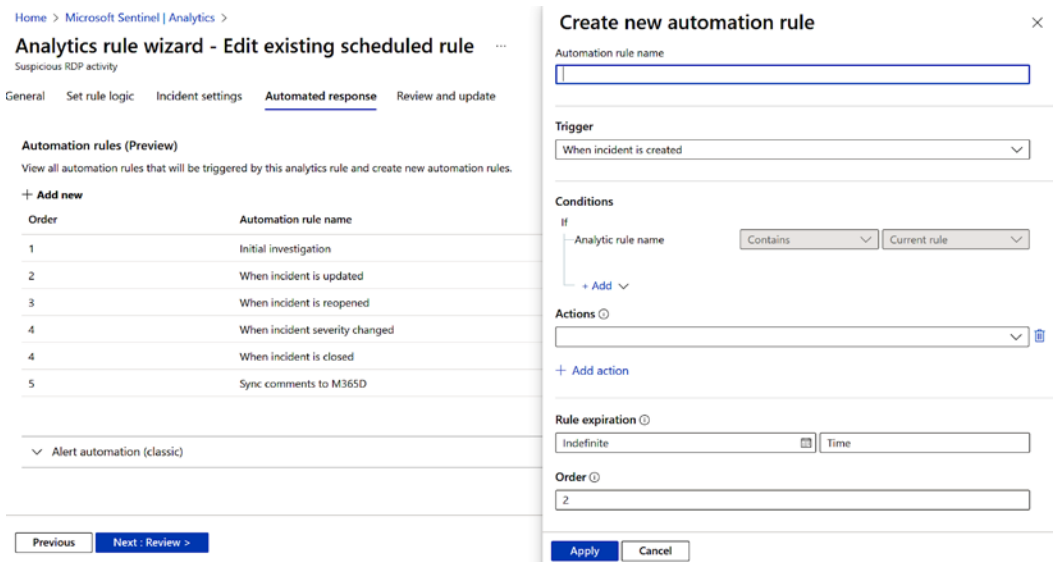 Home > Microsoft Sentinel | Analytics >
Analytics rule wizard - Edit existing scheduled rule ...
Suspicious RDP activity
General Set rule logic Incident settings Automated response Review and update
Automation rules (Preview)
View all automation rules that will be triggered by this analytics rule and create new automation rules.
+ Add new
Order Automation rule name
1 Initial investigation
2 When incident is updated
3 When incident is reopened
4 When incident severity changed
4 When incident is closed
5 Sync comments to M365D
Alert automation (classic)
Previous Next : Review >
Create new automation rule
Automation rule name
Trigger
When incident is created
Conditions
If
Analytic rule name Contains Current rule
+ Add
Actions
+ Add action
Rule expiration
Indefinite Time
Order
2
Apply Cancel